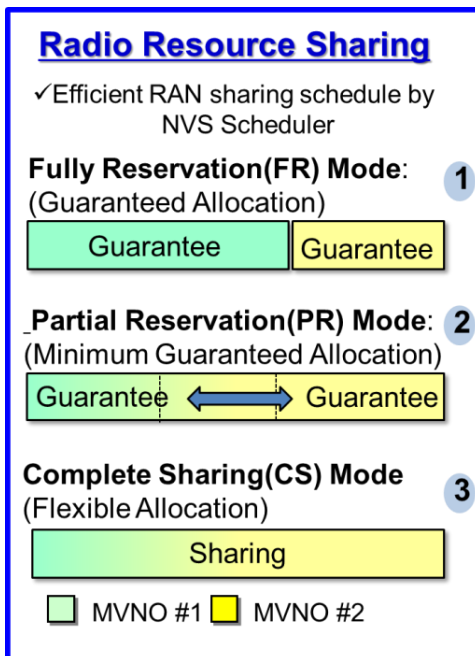 Radio Resource Sharing
✓Efficient RAN sharing schedule by
NVS Scheduler
Fully Reservation(FR) Mode:
(Guaranteed Allocation)
1
Guarantee
Guarantee
_Partial Reservation(PR) Mode:
(Minimum Guaranteed Allocation)
2
Guarantee
Guarantee
Complete Sharing(CS) Mode
(Flexible Allocation)
3
Sharing
MVNO #1 MVNO #2